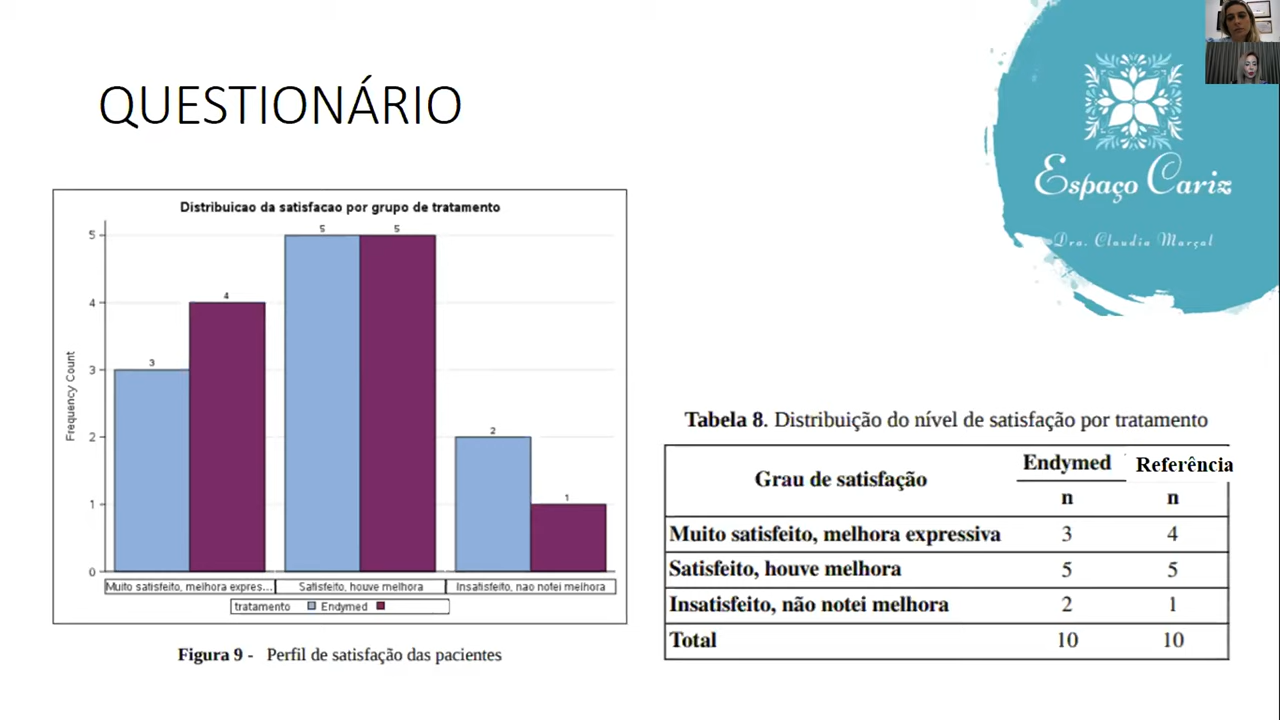 QUESTIONÁRIO
Espaço Cariz
Dra. Claudia Marçal
Distribuicao da satisfacao por grupo de tratamento
Frequency Count
5
4
3
2
1
0
3
4
5
5
2
1
Muito satisfeito, melhora expres...
Satisfeito, houve melhora
Insatisfeito, nao notei melhora
tratamento Endymed
Figura 9 - Perfil de satisfação das pacientes
Tabela 8. Distribuição do nível de satisfação por tratamento
Grau de satisfação Endymed Referência
n n
Muito satisfeito, melhora expressiva 3 4
Satisfeito, houve melhora 5 5
Insatisfeito, não notei melhora 2 1
Total 10 10